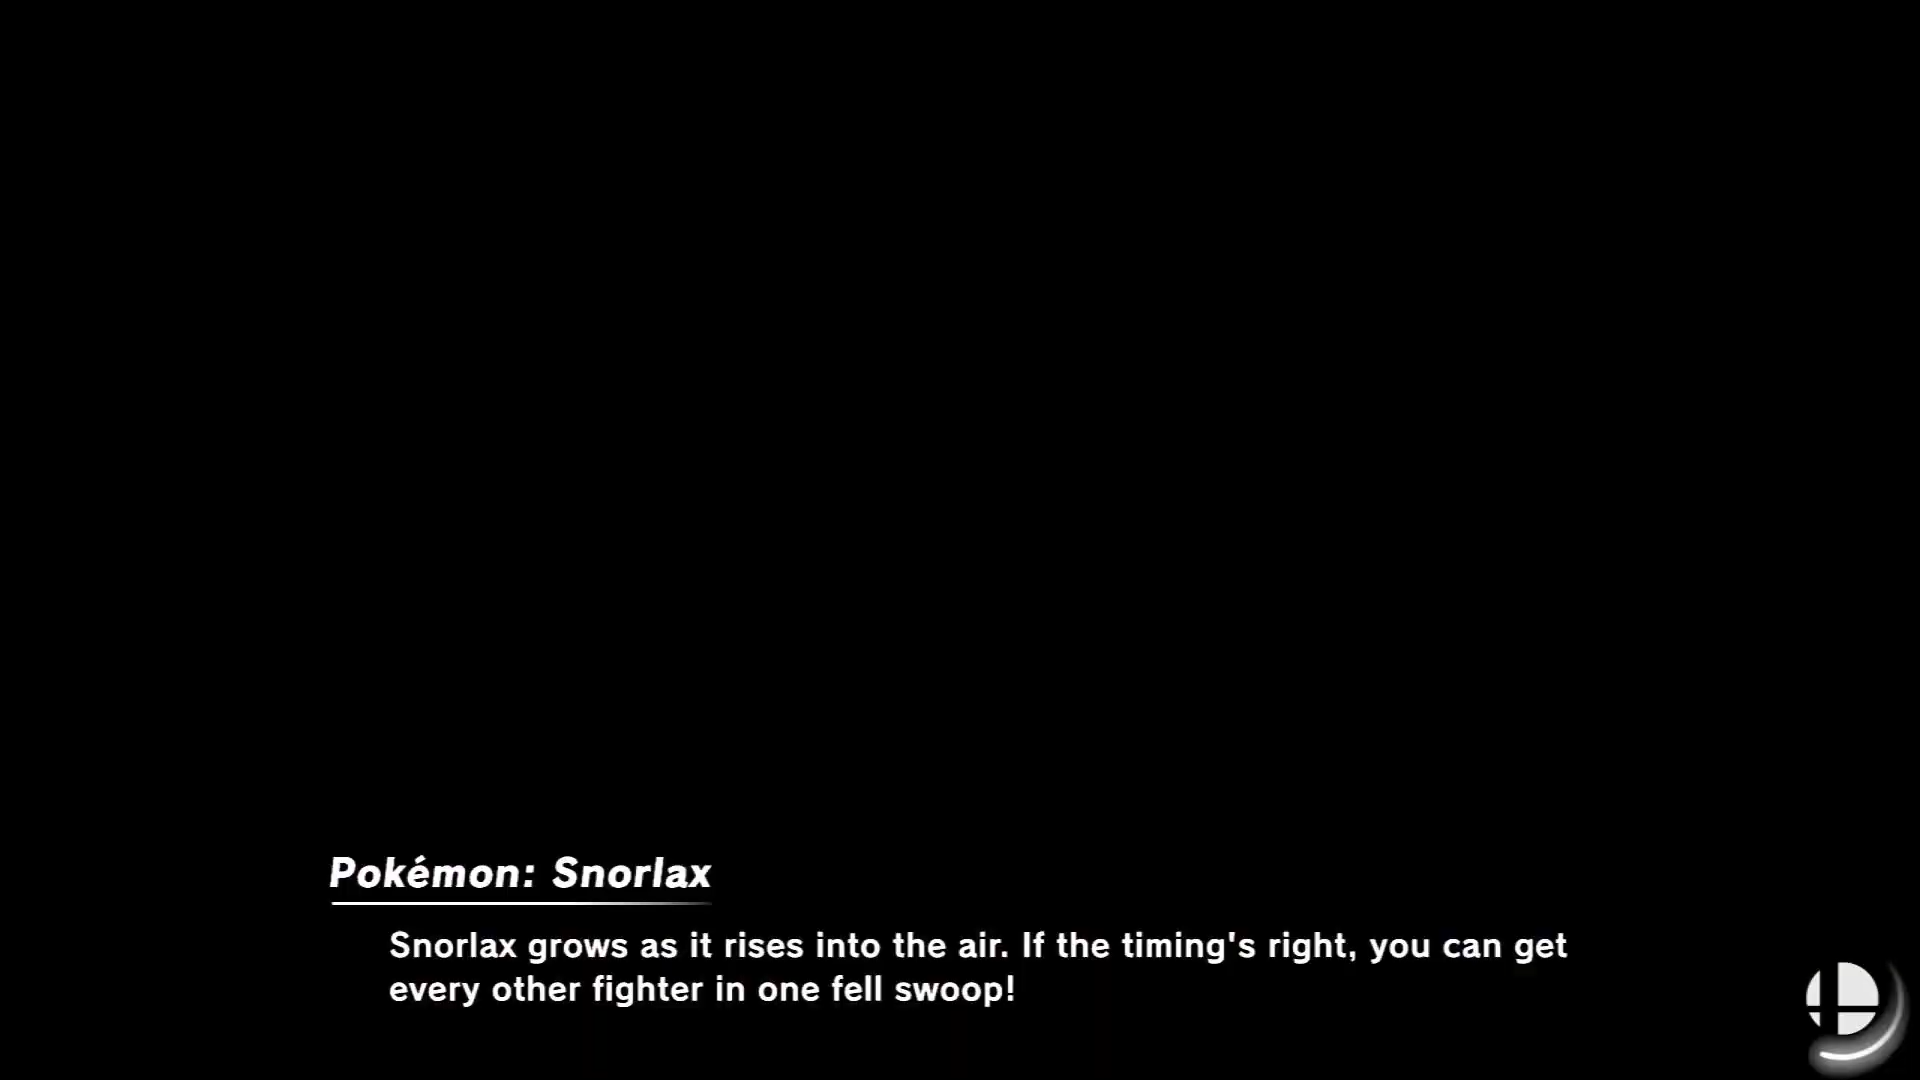 Pokémon: Snorlax
Snorlax grows as it rises into the air. If the timing's right, you can get
every other fighter in one fell swoop!